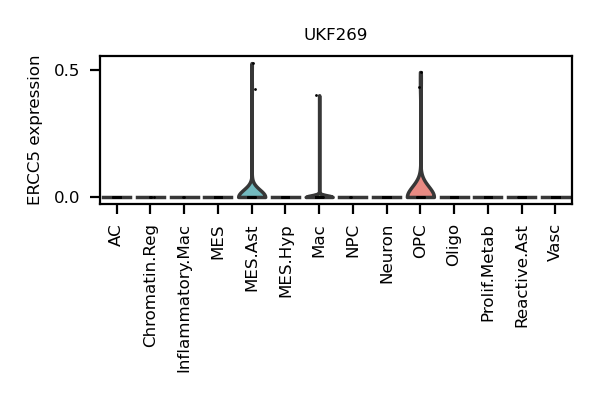 UKF269
ERCC5 expression
0.5
0.0
AC
Chromatin.Reg
Inflammatory.Mac
MES
MES.Ast
MES.Hyp
Mac
NPC
Neuron
OPC
Oligo
Prolif.Metab
Reactive.Ast
Vasc